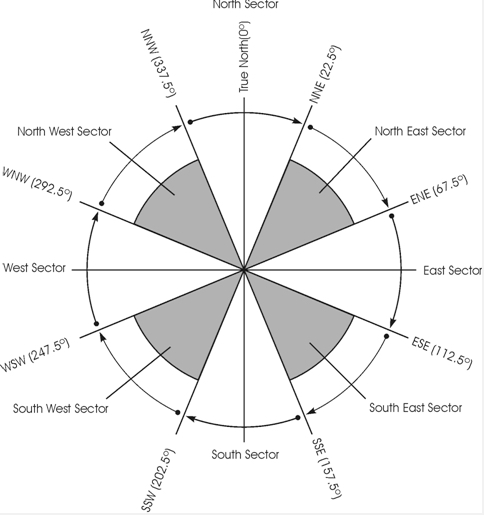 North Sector
True North(0°)
NNW (337.5°)
NNE (22.5°)
North West Sector
North East Sector
WNW (292.5°)
ENE (67.5°)
West Sector
East Sector
WSW (247.5°)
ESE (112.5°)
South West Sector
South East Sector
South Sector
SSW (202.5°)
SSE (157.5°)